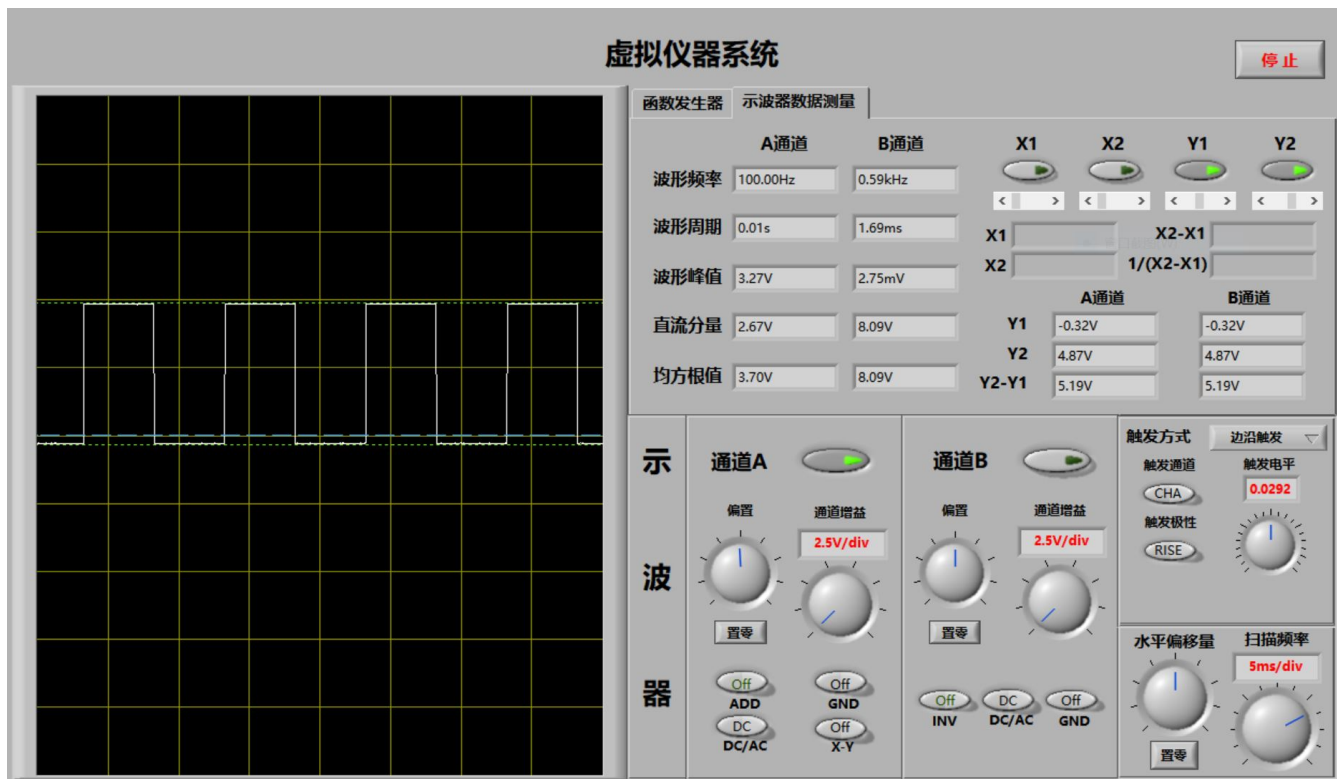 虚拟仪器系统
停止
函数发生器 示波器数据测量
A通道 B通道 X1 X2 Y1 Y2
波形频率 100.00Hz 0.59kHz
波形周期 0.01s 1.69ms
X1 X2-X1
X2 1/(X2-X1)
波形峰值 3.27V 2.75mV
A通道 B通道
直流分量 2.67V 8.09V
Y1 -0.32V -0.32V
Y2 4.87V 4.87V
均方根值 3.70V 8.09V
Y2-Y1 5.19V 5.19V
示波器
通道A
偏置 通道增益
2.5V/div
置零
Off Off
ADD GND
DC Off
DC/AC X-Y
通道B
偏置 通道增益
2.5V/div
置零
Off DC Off
INV DC/AC GND
触发方式 边沿触发
触发通道 触发电平
CHA 0.0292
触发极性
RISE
水平偏移量 扫描频率
5ms/div
置零